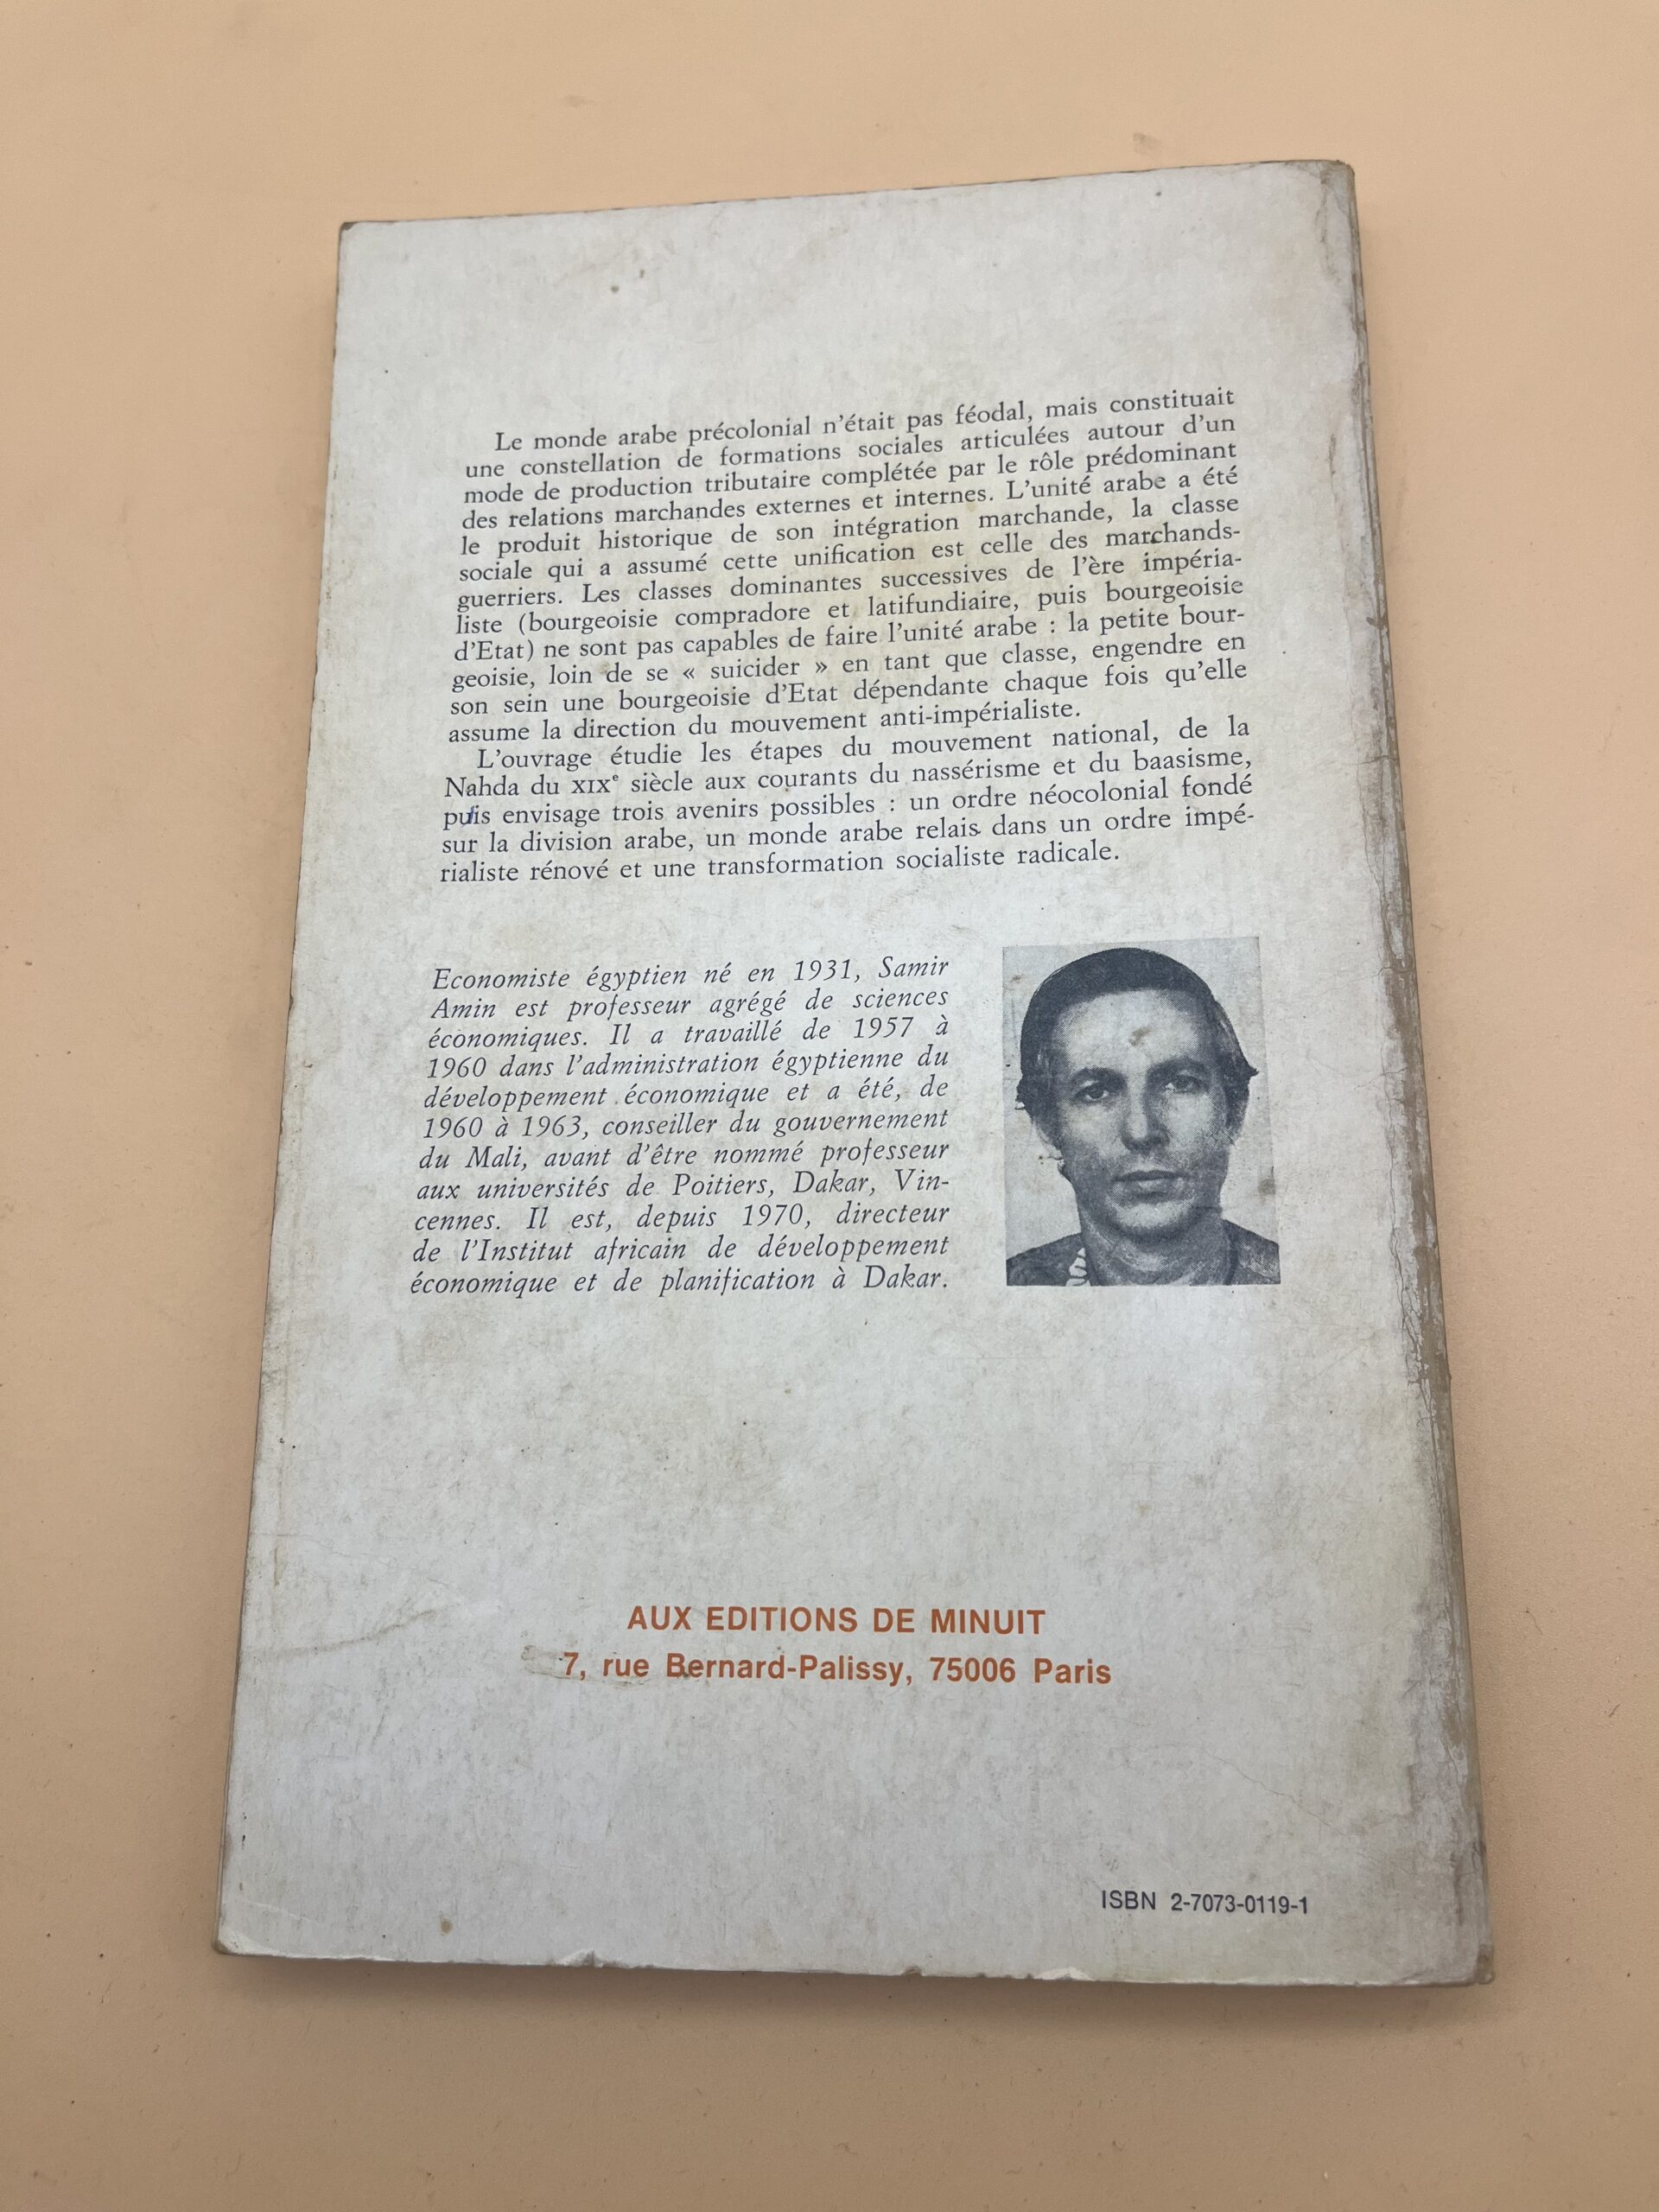 Le monde arabe précolonial n'était pas féodal, mais constituait
une constellation de formations sociales articulées autour d'un
mode de production tributaire complétée par le rôle prédominant
des relations marchandes externes et internes. L'unité arabe a été
le produit historique de son intégration marchande, la classe
sociale qui a assumé cette unification est celle des marchands-
guerriers. Les classes dominantes successives de l'ère impéria-
liste (bourgeoisie compradore et latifundiaire, puis bourgeoisie
d'Etat) ne sont pas capables de faire l'unité arabe : la petite bour-
geoisie, loin de se « suicider » en tant que classe, engendre en
son sein une bourgeoisie d'Etat dépendante chaque fois qu'elle
assume la direction du mouvement anti-impérialiste.
L'ouvrage étudie les étapes du mouvement national, de la
Nahda du XIXe siècle aux courants du nassérisme et du baasisme,
puis envisage trois avenirs possibles : un ordre néocolonial fondé
sur la division arabe, un monde arabe relais dans un ordre impé-
rialiste rénové et une transformation socialiste radicale.
Economiste égyptien né en 1931, Samir
Amin est professeur agrégé de sciences
économiques. Il a travaillé de 1957 à
1960 dans l'administration égyptienne du
développement économique et a été, de
1960 à 1963, conseiller du gouvernement
du Mali, avant d'être nommé professeur
aux universités de Poitiers, Dakar, Vin-
cennes. Il est, depuis 1970, directeur
de l'Institut africain de développement
économique et de planification à Dakar.
AUX EDITIONS DE MINUIT
7, rue Bernard-Palissy, 75006 Paris
ISBN 2-7073-0119-1